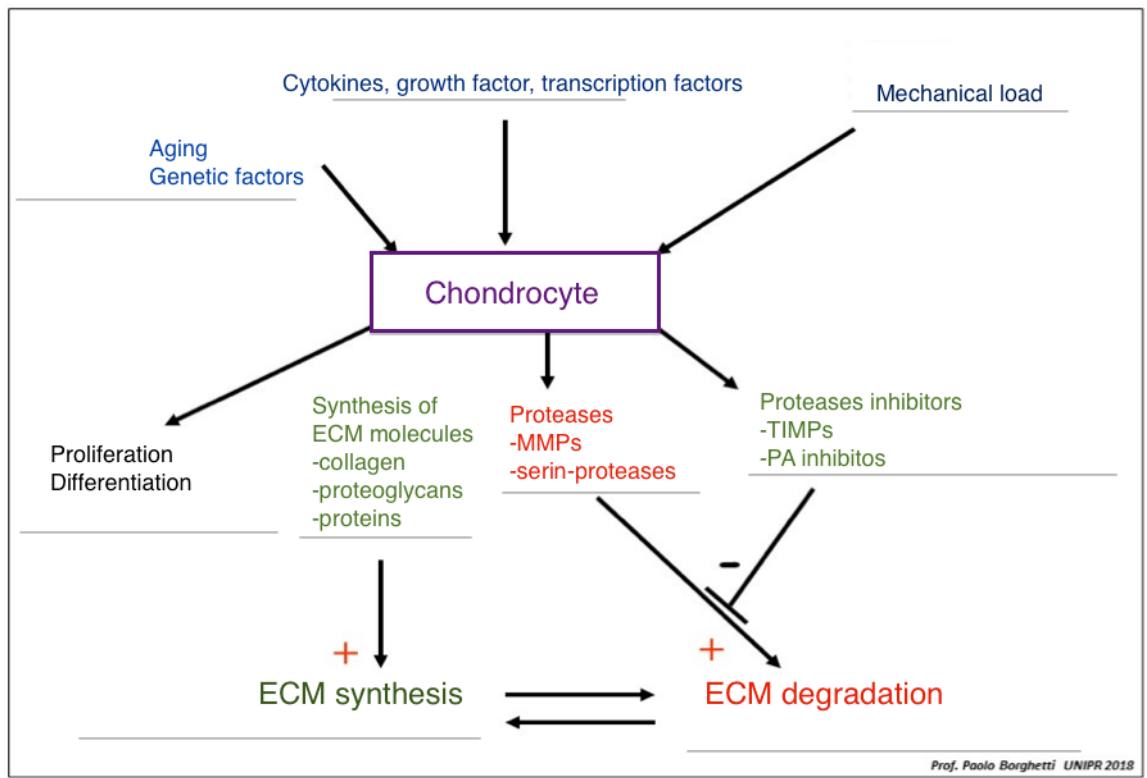 Cytokines, growth factor, transcription factors
Mechanical load
Aging
Genetic factors
Chondrocyte
Proliferation
Differentiation
Synthesis of
ECM molecules
-collagen
-proteoglycans
-proteins
Proteases
-MMPs
-serin-proteases
Proteases inhibitors
-TIMPs
-PA inhibitos
-
+
ECM synthesis
+
ECM degradation
Prof. Paolo Borghetti UNIPR 2018